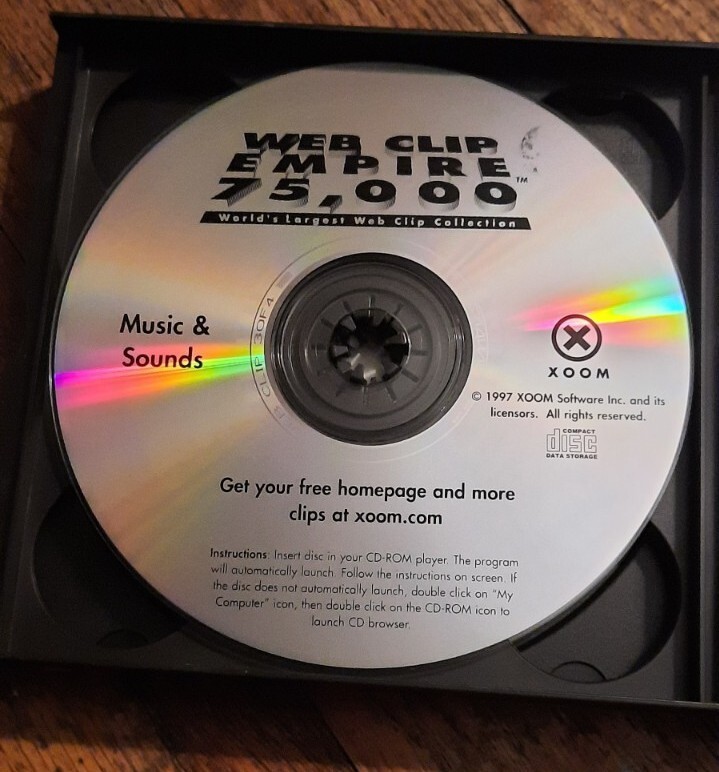 WEB CLIP
EMPIRE
75,000™
World's Largest Web Clip Collection
B CLIP 3OF4
Music &
Sounds
XOOM
© 1997 XOOM Software Inc. and its
licensors. All rights reserved.
COMPACT
disc
DATA STORAGE
Get your free homepage and more
clips at xoom.com
Instructions: Insert disc in your CD-ROM player. The program
will automatically launch. Follow the instructions on screen. If
the disc does not automatically launch, double click on "My
Computer" icon, then double click on the CD-ROM icon to
launch CD browser.